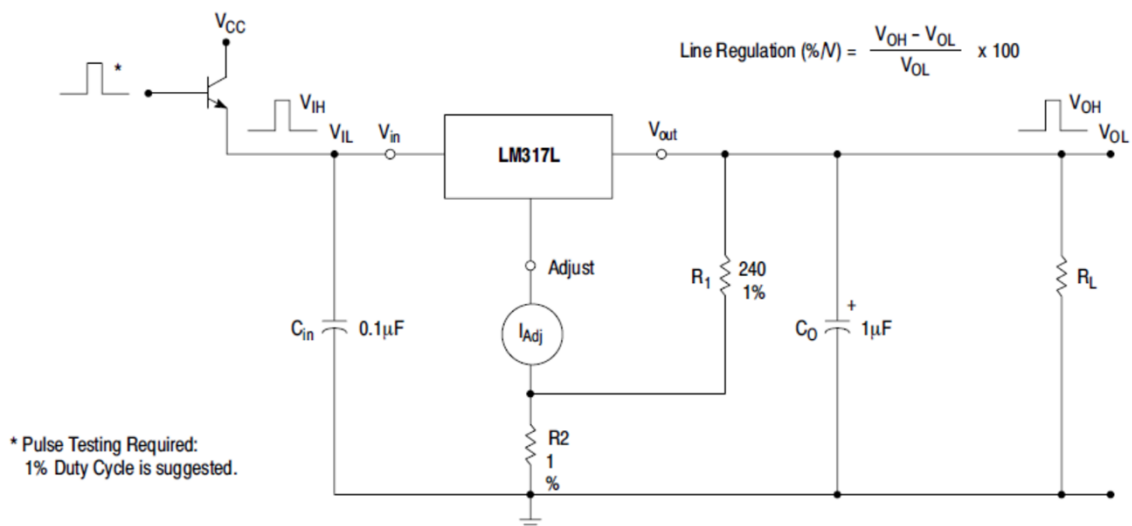 V_CC
Line Regulation (%/V) = (V_OH - V_OL) / V_OL x 100
*
V_IH
V_IL
V_in
LM317L
V_out
V_OH
V_OL
Adjust
R_1
240
1%
R_L
C_in
0.1µF
I_Adj
C_O
+
1µF
* Pulse Testing Required:
1% Duty Cycle is suggested.
R2
1
%